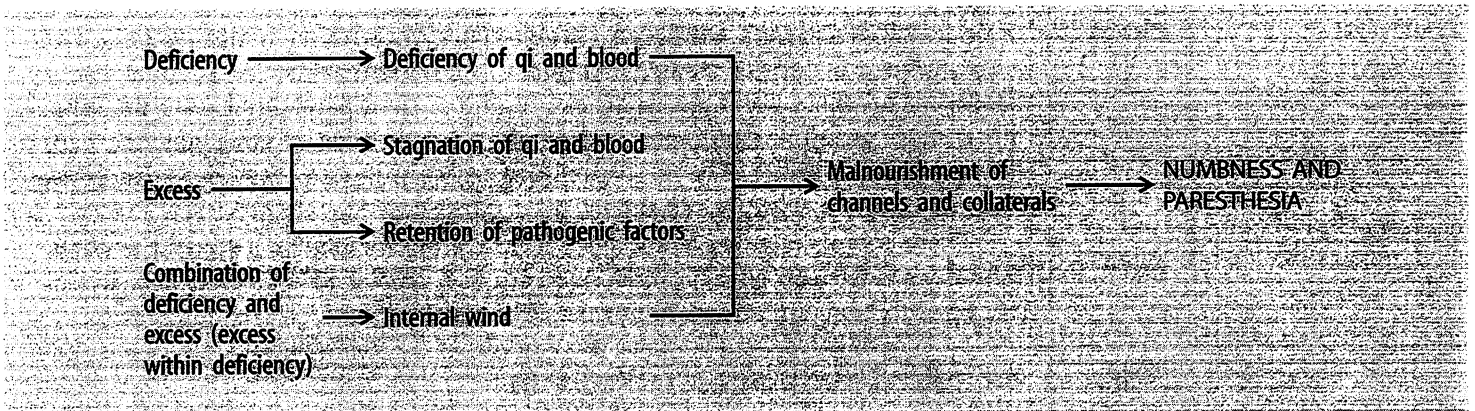 Deficiency
Deficiency of qi and blood
Excess
Stagnation of qi and blood
Retention of pathogenic factors
Combination of
deficiency and
excess (excess
within deficiency)
Internal wind
Malnourishment of
channels and collaterals
NUMBNESS AND
PARESTHESIA